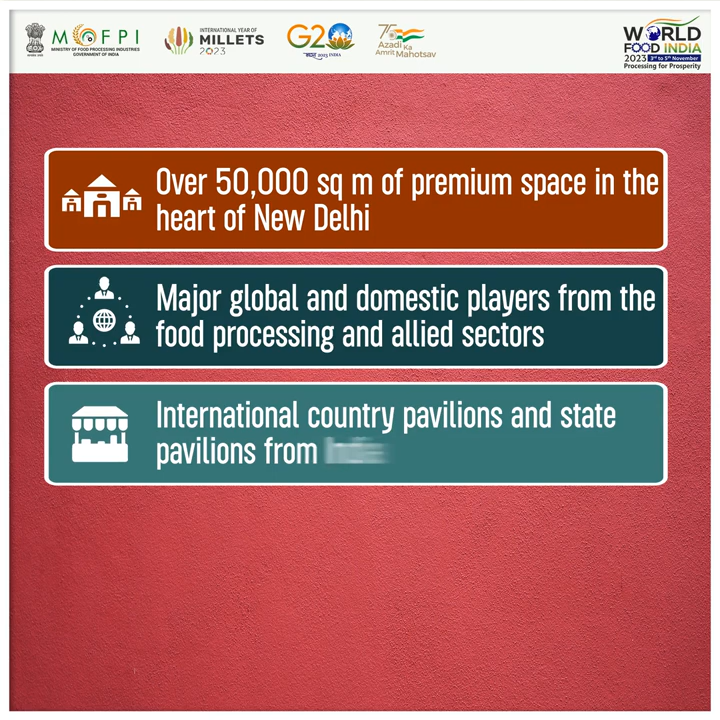 MOFPI
MINISTRY OF FOOD PROCESSING INDUSTRIES
GOVERNMENT OF INDIA
INTERNATIONAL YEAR OF
MILLETS
2023
G20
2023 INDIA
75
Azadi Ka
Amrit Mahotsav
WORLD
FOOD INDIA
2023 3rd to 5th November
Processing for Prosperity
Over 50,000 sq m of premium space in the
heart of New Delhi
Major global and domestic players from the
food processing and allied sectors
International country pavilions and state
pavilions from